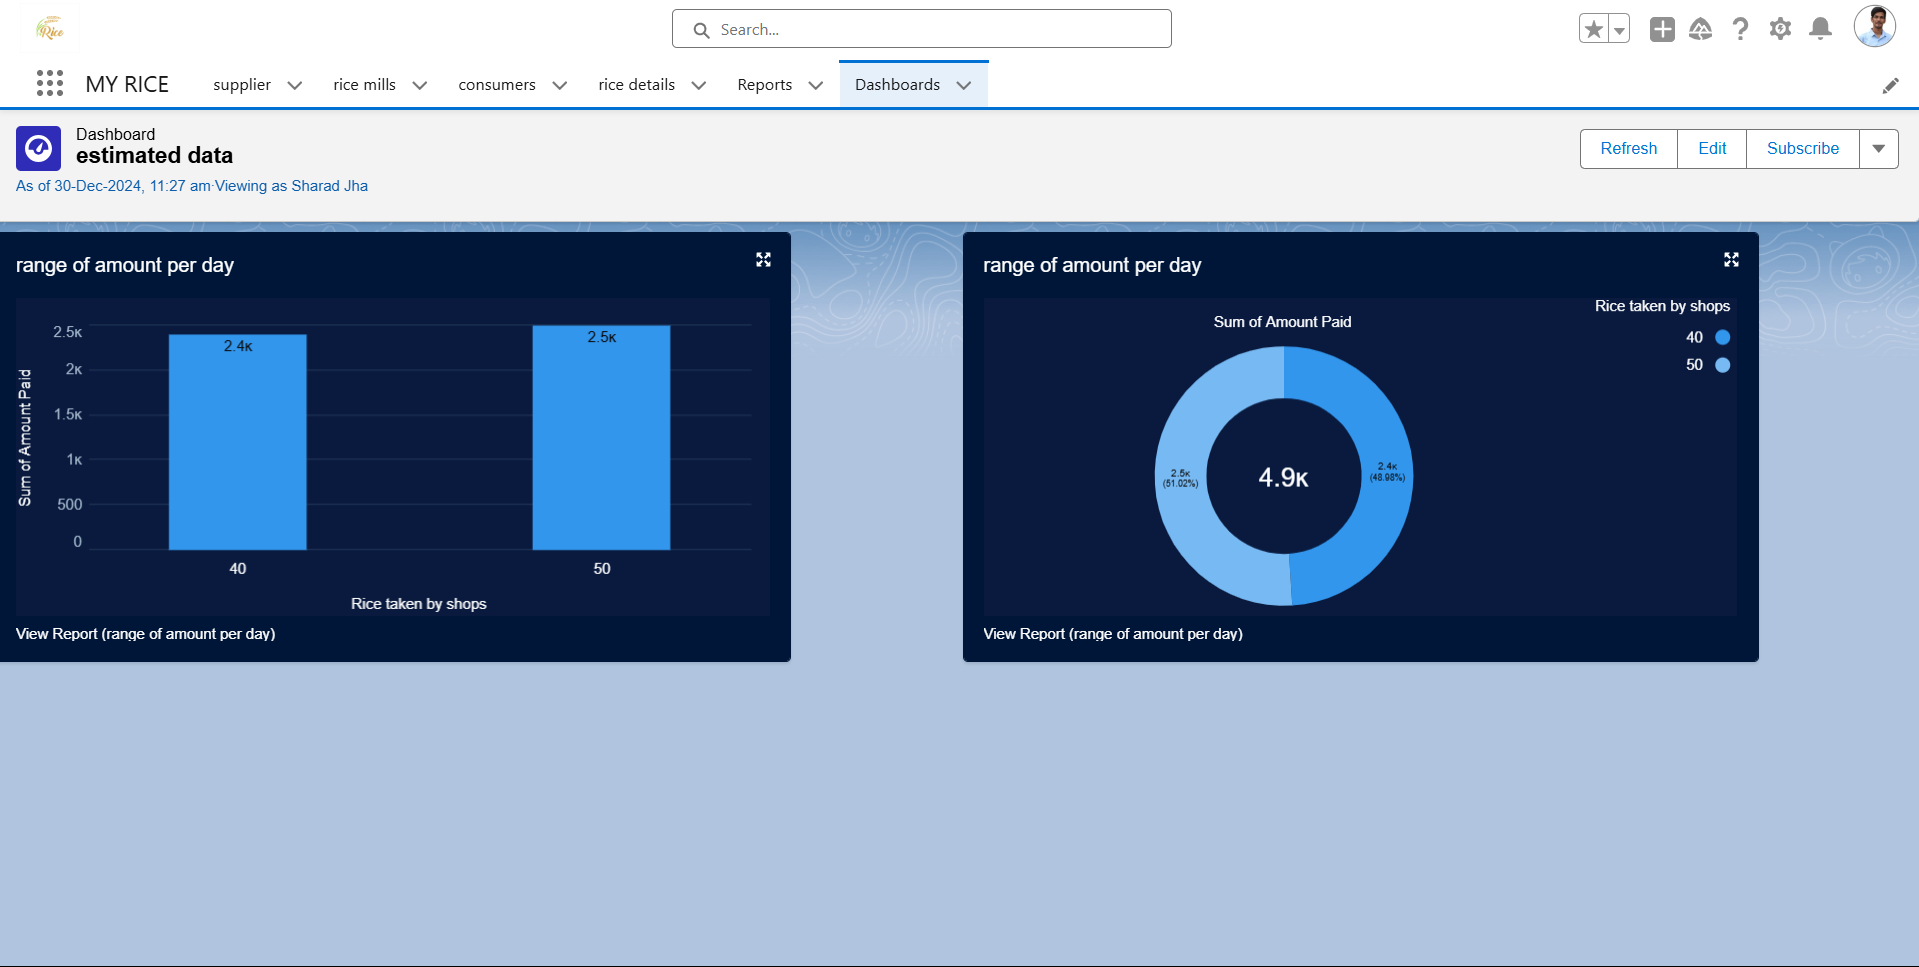 Rice
Search...
MY RICE
supplier
rice mills
consumers
rice details
Reports
Dashboards
Dashboard
estimated data
As of 30-Dec-2024, 11:27 am·Viewing as Sharad Jha
Refresh
Edit
Subscribe
range of amount per day
Sum of Amount Paid
2.5K
2K
1.5K
1K
500
0
2.4K
2.5K
40
50
Rice taken by shops
View Report (range of amount per day)
range of amount per day
Rice taken by shops
40
50
Sum of Amount Paid
2.5K
(51.02%)
4.9K
2.4K
(48.98%)
View Report (range of amount per day)